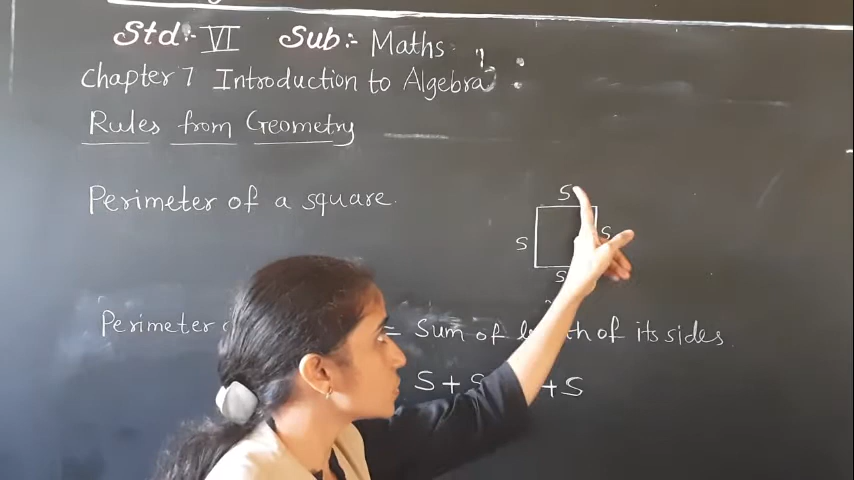 Std:- VI Sub:- Maths
Chapter 7 Introduction to Algebra
Rules from Geometry
Perimeter of a square.
S
S S
S
Perimeter = Sum of length of its sides.
S + S + S